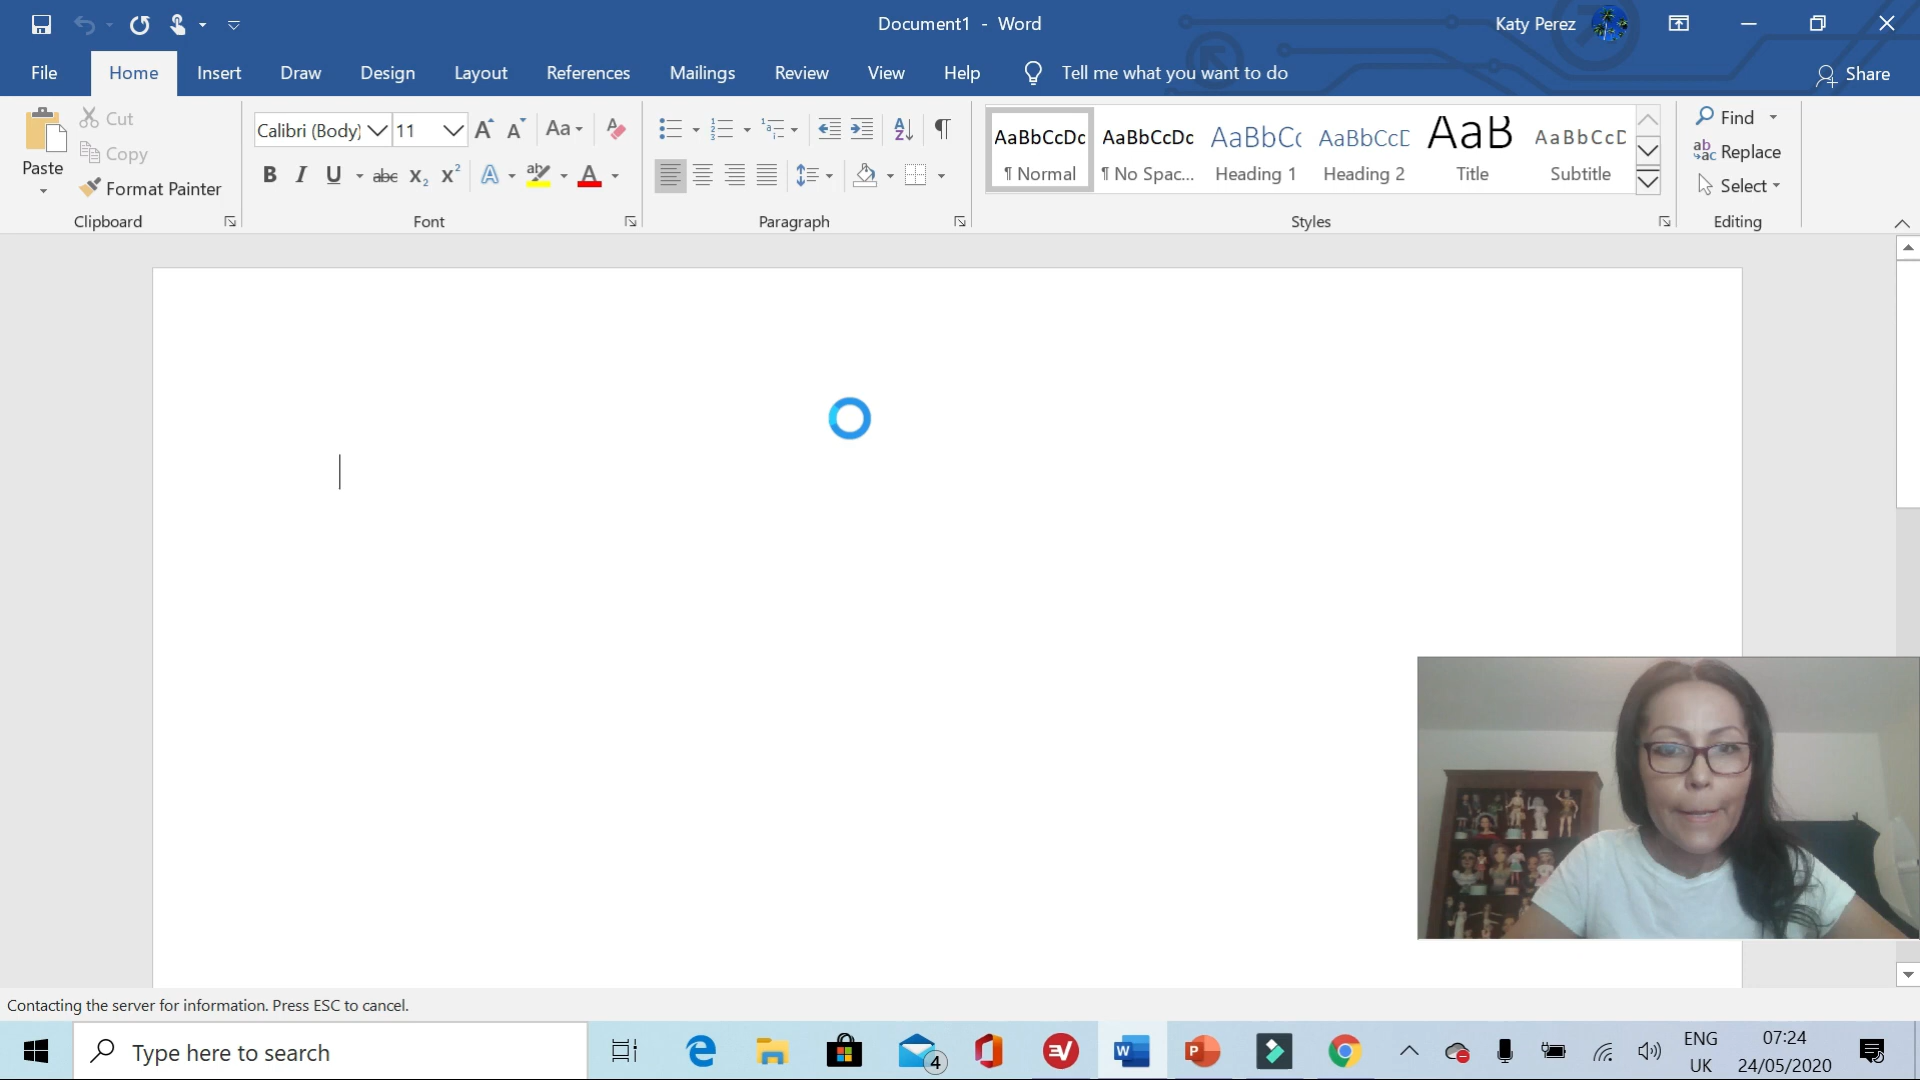 Document1 - Word
Katy Perez
File Home Insert Draw Design Layout References Mailings Review View Help Tell me what you want to do Share
Paste
Cut
Copy
Format Painter
Clipboard
Calibri (Body) 11 Aa
B I U abc X2 X2 A ab A
Font
Paragraph
AaBbCcDc AaBbCcDc AaBbCc AaBbCcE AaB AaBbCcD
¶ Normal ¶ No Spac... Heading 1 Heading 2 Title Subtitle
Styles
Find
Replace
Select
Editing
Contacting the server for information. Press ESC to cancel.
Type here to search
4
ENG
UK
07:24
24/05/2020